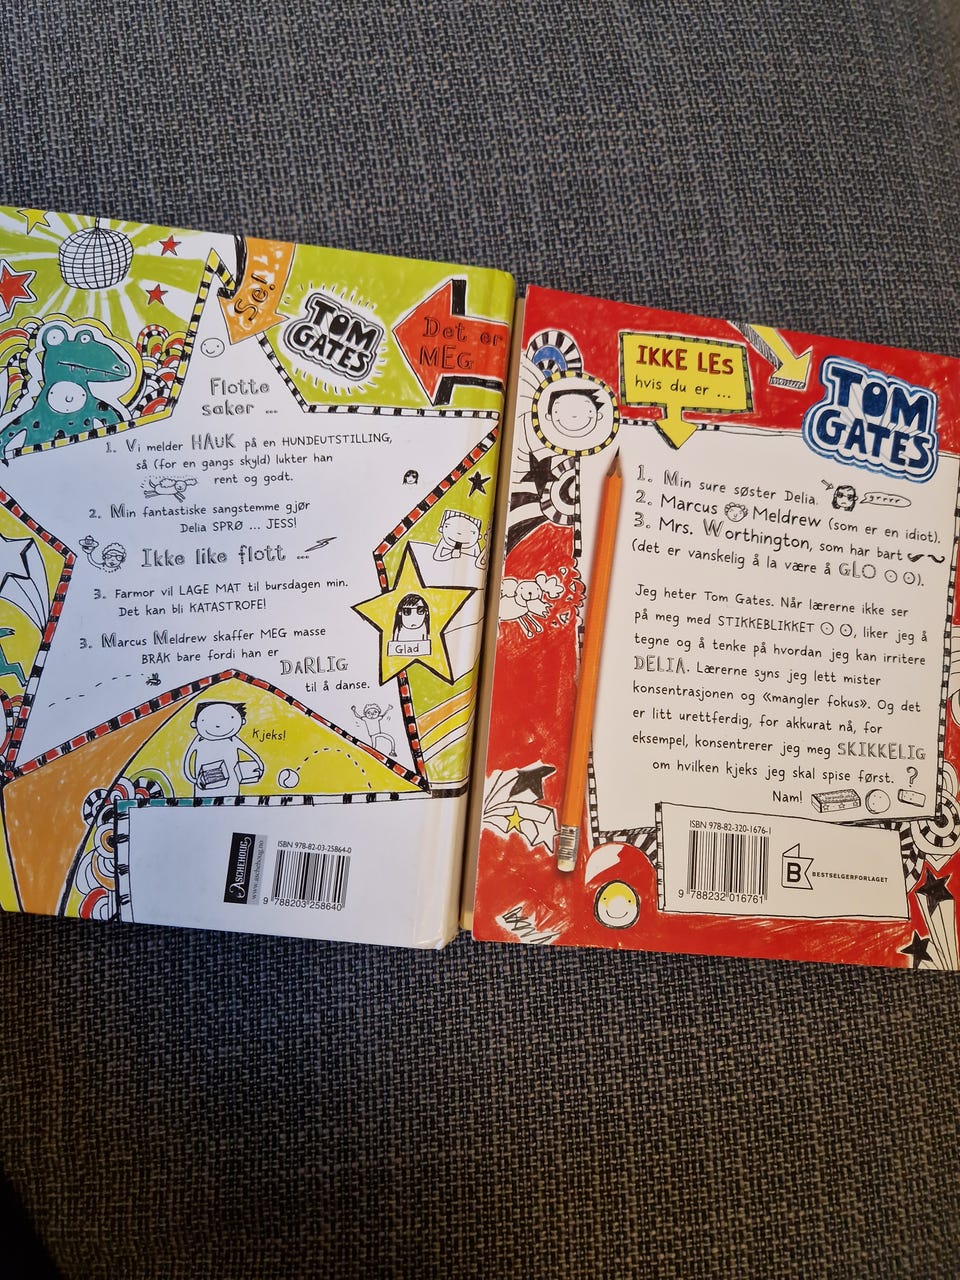 Sei
ti!
TOM
GATES
Det er
MEG
Flotte
saker ...
1. Vi melder HAUK på en HUNDEUTSTILLING,
så (for en gangs skyld) lukter han
rent og godt.
2. Min fantastiske sangstemme gjør
Delia SPRØ ... JESS!
Ikke like flott ...
3. Farmor vil LAGE MAT til bursdagen min.
Det kan bli KATASTROFE!
3. Marcus Meldrew skaffer MEG masse
BRÅK bare fordi han er
DÅRLIG
til å danse.
Glad
Kjeks!
ASCHEHOUG
www.aschehoug.no
ISBN 978-82-03-25864-0
9 788203 258640
IKKE LES
hvis du er ...
TOM
GATES
1. Min sure søster Delia.
grrrr
2. Marcus Meldrew (som er en idiot).
3. Mrs. Worthington, som har bart
(det er vanskelig å la være å GLO).
Jeg heter Tom Gates. Når lærerne ikke ser
på meg med STIKKEBLIKKET, liker jeg å
tegne og å tenke på hvordan jeg kan irritere
DELIA. Lærerne syns jeg lett mister
konsentrasjonen og «mangler fokus». Og det
er litt urettferdig, for akkurat nå, for
eksempel, konsentrerer jeg meg SKIKKELIG
om hvilken kjeks jeg skal spise først. ?
Nam!
ISBN 978-82-320-1676-1
9 788232 016761
B
BESTSELGERFORLAGET